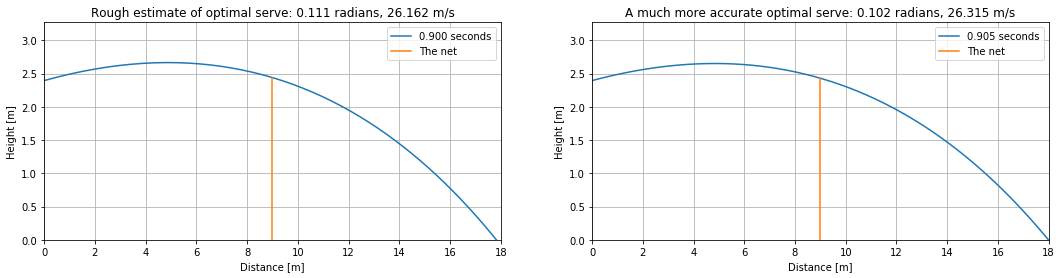 Rough estimate of optimal serve: 0.111 radians, 26.162 m/s
3.0
2.5
2.0
1.5
1.0
0.5
0.0
Height [m]
0.900 seconds
The net
0 2 4 6 8 10 12 14 16 18
Distance [m]
A much more accurate optimal serve: 0.102 radians, 26.315 m/s
3.0
2.5
2.0
1.5
1.0
0.5
0.0
Height [m]
0.905 seconds
The net
0 2 4 6 8 10 12 14 16 18
Distance [m]